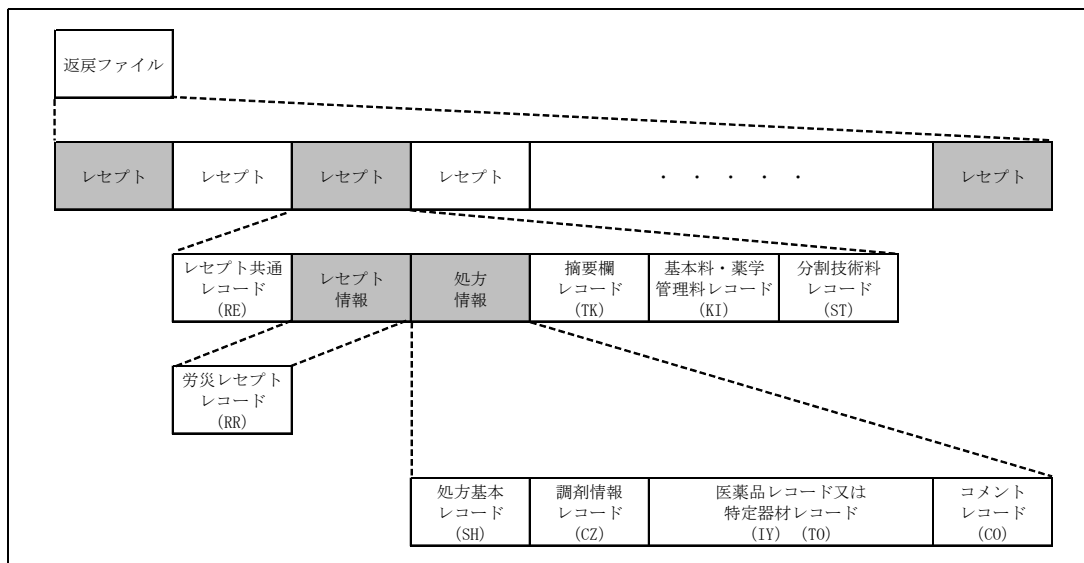 返戻ファイル
レセプト
レセプト
レセプト
レセプト
・ ・ ・ ・ ・
レセプト
レセプト共通
レコード
(RE)
レセプト
情報
処方
情報
摘要欄
レコード
(TK)
基本料・薬学
管理料レコード
(KI)
分割技術料
レコード
(ST)
労災レセプト
レコード
(RR)
処方基本
レコード
(SH)
調剤情報
レコード
(CZ)
医薬品レコード又は
特定器材レコード
(IY) (TO)
コメント
レコード
(CO)